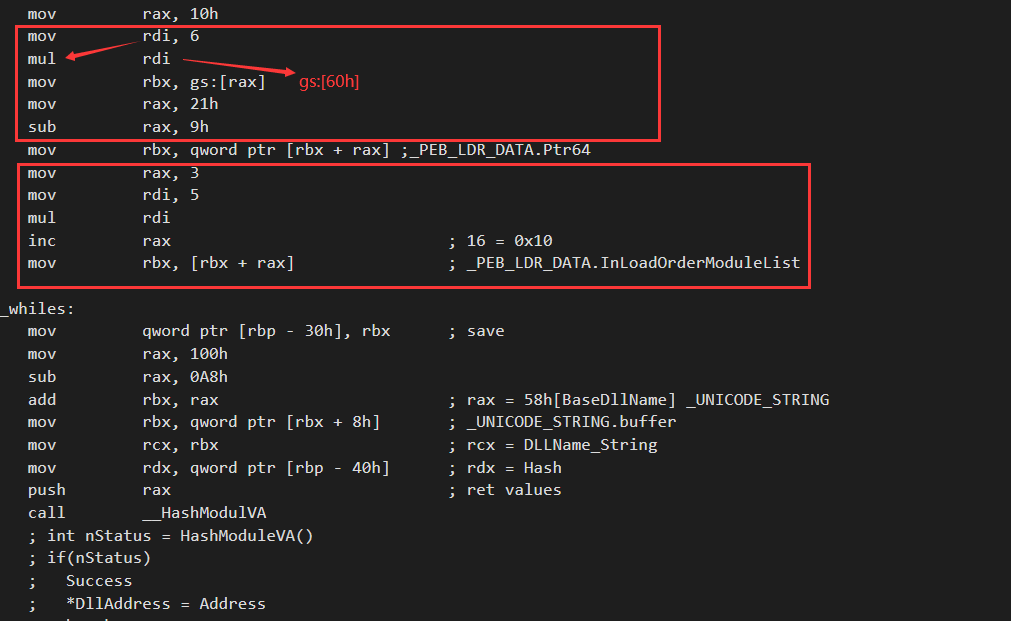 mov rax, 10h
mov rdi, 6
mul rdi
mov rbx, gs:[rax] gs:[60h]
mov rax, 21h
sub rax, 9h
mov rbx, qword ptr [rbx + rax] ;_PEB_LDR_DATA.Ptr64
mov rax, 3
mov rdi, 5
mul rdi
inc rax ; 16 = 0x10
mov rbx, [rbx + rax] ; _PEB_LDR_DATA.InLoadOrderModuleList
_whiles:
mov qword ptr [rbp - 30h], rbx ; save
mov rax, 100h
sub rax, 0A8h
add rbx, rax ; rax = 58h[BaseDllName] _UNICODE_STRING
mov rbx, qword ptr [rbx + 8h] ; _UNICODE_STRING.buffer
mov rcx, rbx ; rcx = DLLName_String
mov rdx, qword ptr [rbp - 40h] ; rdx = Hash
push rax ; ret values
call __HashModulVA
; int nStatus = HashModuleVA()
; if(nStatus)
; Success
; *DllAddress = Address